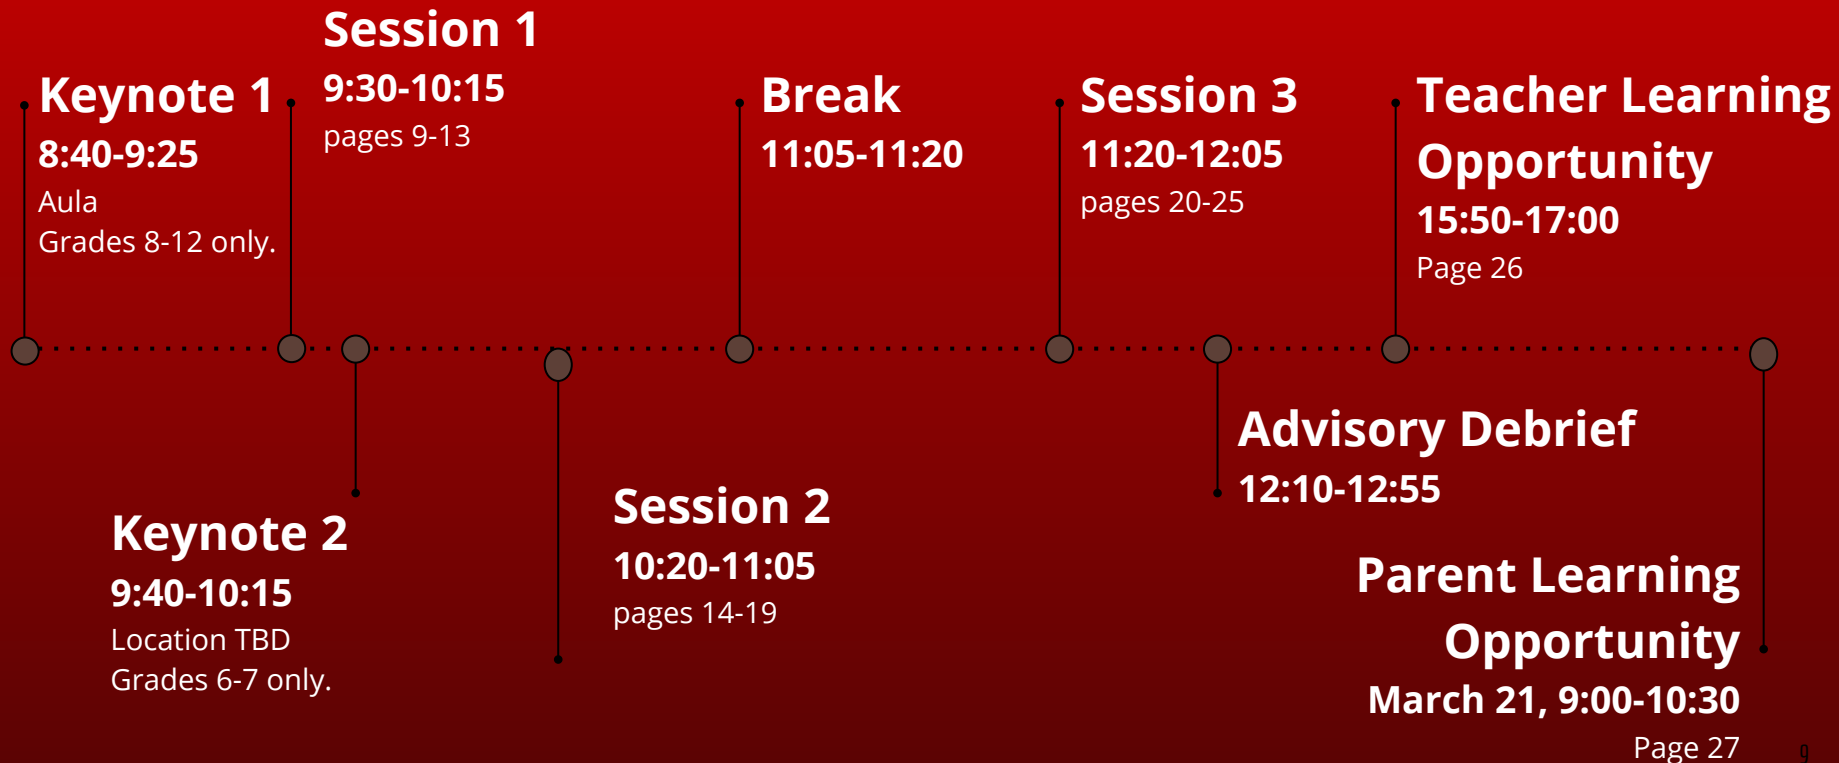 Keynote 1
8:40-9:25
Aula
Grades 8-12 only.
Session 1
9:30-10:15
pages 9-13
Keynote 2
9:40-10:15
Location TBD
Grades 6-7 only.
Session 2
10:20-11:05
pages 14-19
Break
11:05-11:20
Session 3
11:20-12:05
pages 20-25
Advisory Debrief
12:10-12:55
Teacher Learning
Opportunity
15:50-17:00
Page 26
Parent Learning
Opportunity
March 21, 9:00-10:30
Page 27
9